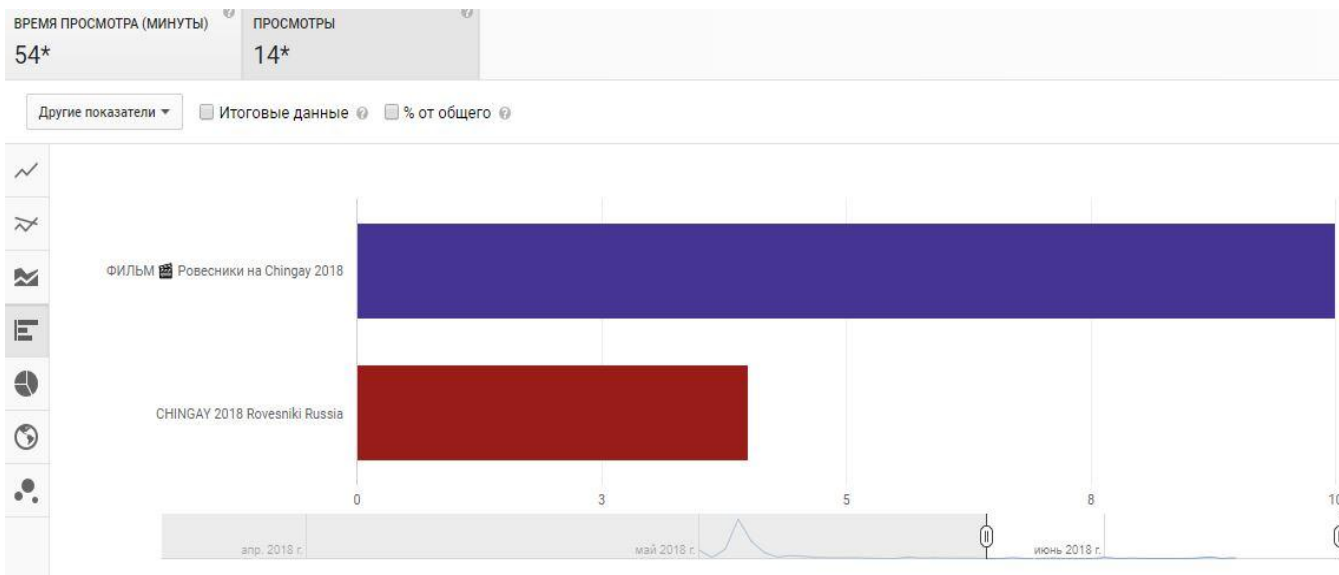 ВРЕМЯ ПРОСМОТРА (МИНУТЫ)
54*
ПРОСМОТРЫ
14*
Другие показатели
Итоговые данные
% от общего
ФИЛЬМ 🎬 Ровесники на Chingay 2018
CHINGAY 2018 Rovesniki Russia
0 3 5 8 10
апр. 2018 г. май 2018 г. июнь 2018 г.